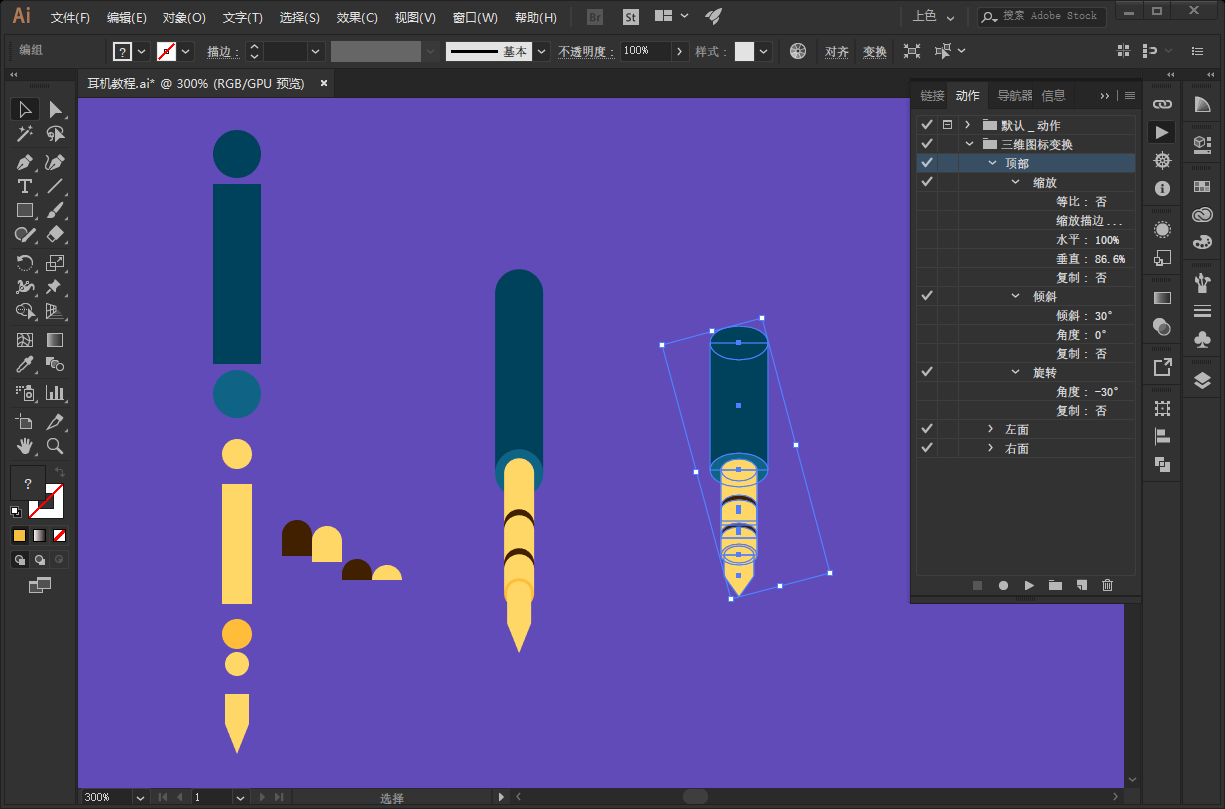 Ai 文件(F) 编辑(E) 对象(O) 文字(T) 选择(S) 效果(C) 视图(V) 窗口(W) 帮助(H) Br St 上色 搜索 Adobe Stock
编组 ? 描边: 基本 不透明度: 100% 样式: 对齐 变换
耳机教程.ai* @ 300% (RGB/GPU 预览) ×
链接 动作 导航器 信息
默认_动作
三维图标变换
顶部
缩放
等比: 否
缩放描边...
水平: 100%
垂直: 86.6%
复制: 否
倾斜
倾斜: 30°
角度: 0°
复制: 否
旋转
角度: -30°
复制: 否
左面
右面
?
300% 1 选择